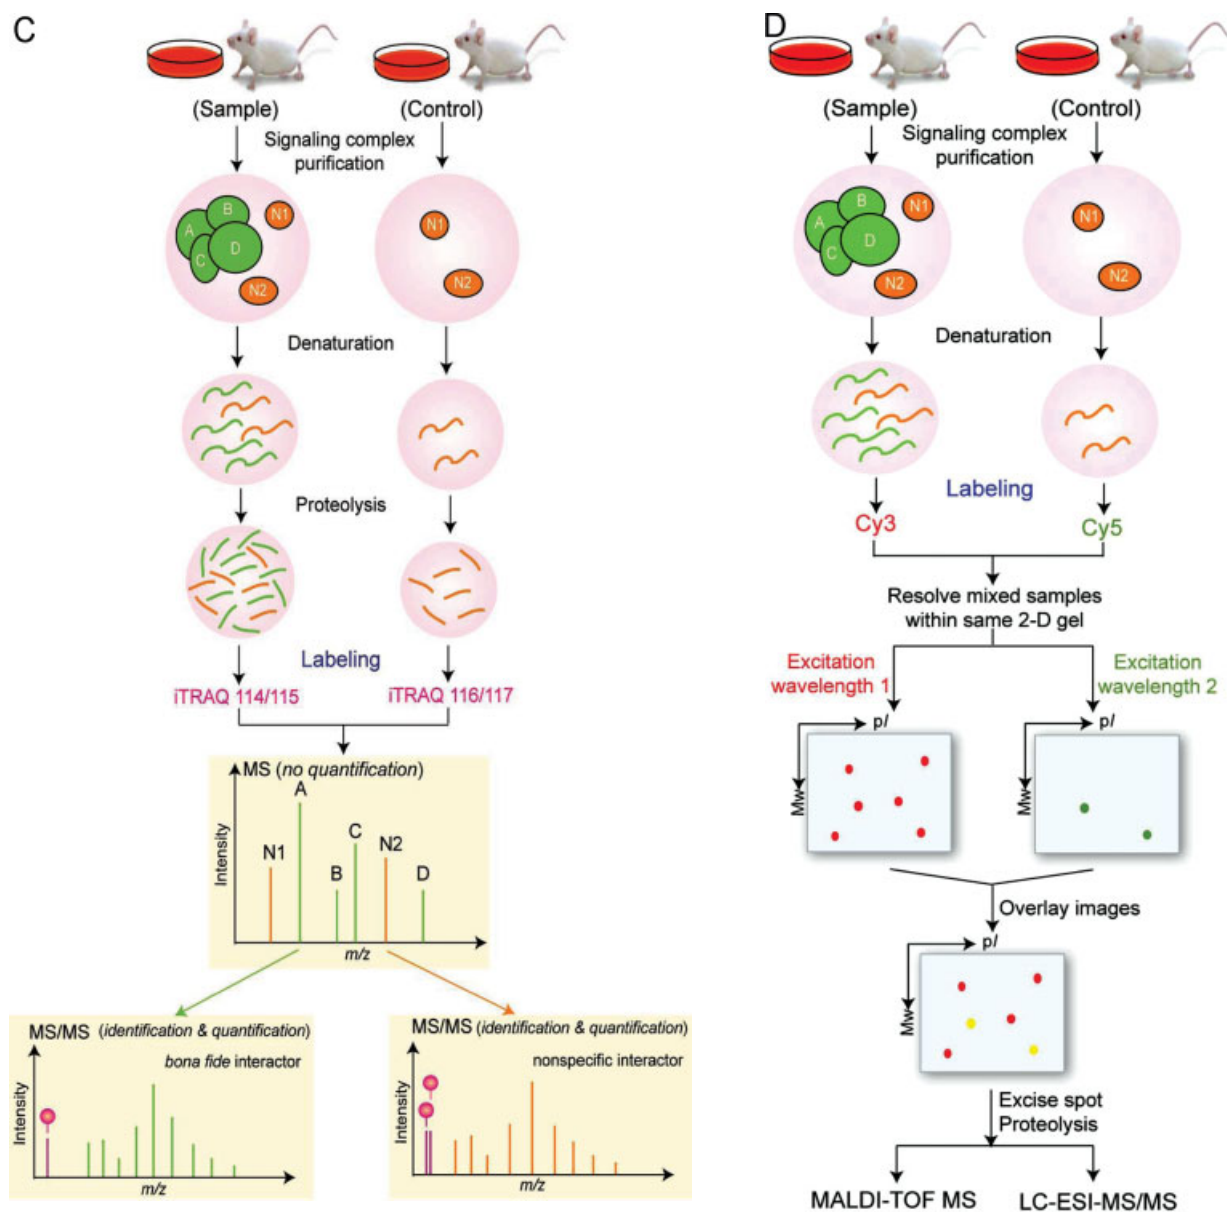 C
(Sample)
(Control)
Signaling complex
purification
A
B
C
D
N1
N2
N1
N2
Denaturation
Proteolysis
Labeling
iTRAQ 114/115
iTRAQ 116/117
MS (no quantification)
Intensity
N1
A
B
C
N2
D
m/z
MS/MS (identification & quantification)
bona fide interactor
Intensity
m/z
MS/MS (identification & quantification)
nonspecific interactor
Intensity
m/z
D
(Sample)
(Control)
Signaling complex
purification
A
B
C
D
N1
N2
N1
N2
Denaturation
Labeling
Cy3
Cy5
Resolve mixed samples
within same 2-D gel
Excitation
wavelength 1
Excitation
wavelength 2
pI
Mw
pI
Mw
Overlay images
pI
Mw
Excise spot
Proteolysis
MALDI-TOF MS
LC-ESI-MS/MS